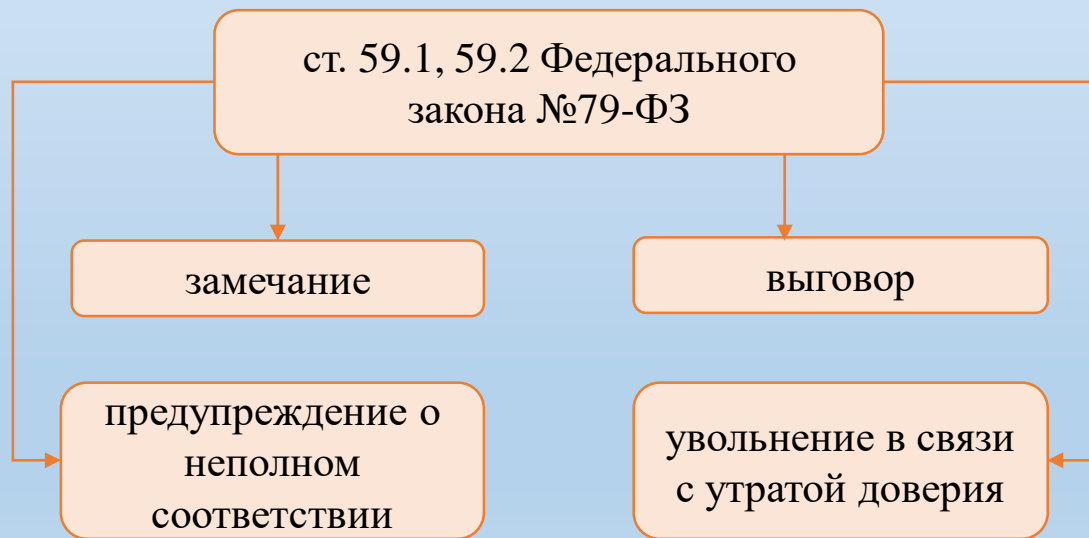 ст. 59.1, 59.2 Федерального
закона №79-ФЗ
замечание
выговор
предупреждение о
неполном
соответствии
увольнение в связи
с утратой доверия